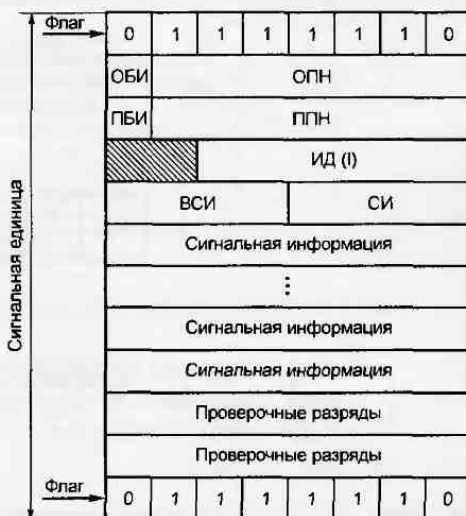 Флаг 0 1 1 1 1 1 1 0
ОБИ ОПН
ПБИ ППН
ИД (I)
ВСИ СИ
Сигнальная информация
⋮
Сигнальная информация
Сигнальная информация
Проверочные разряды
Проверочные разряды
Флаг 0 1 1 1 1 1 1 0
Сигнальная единица